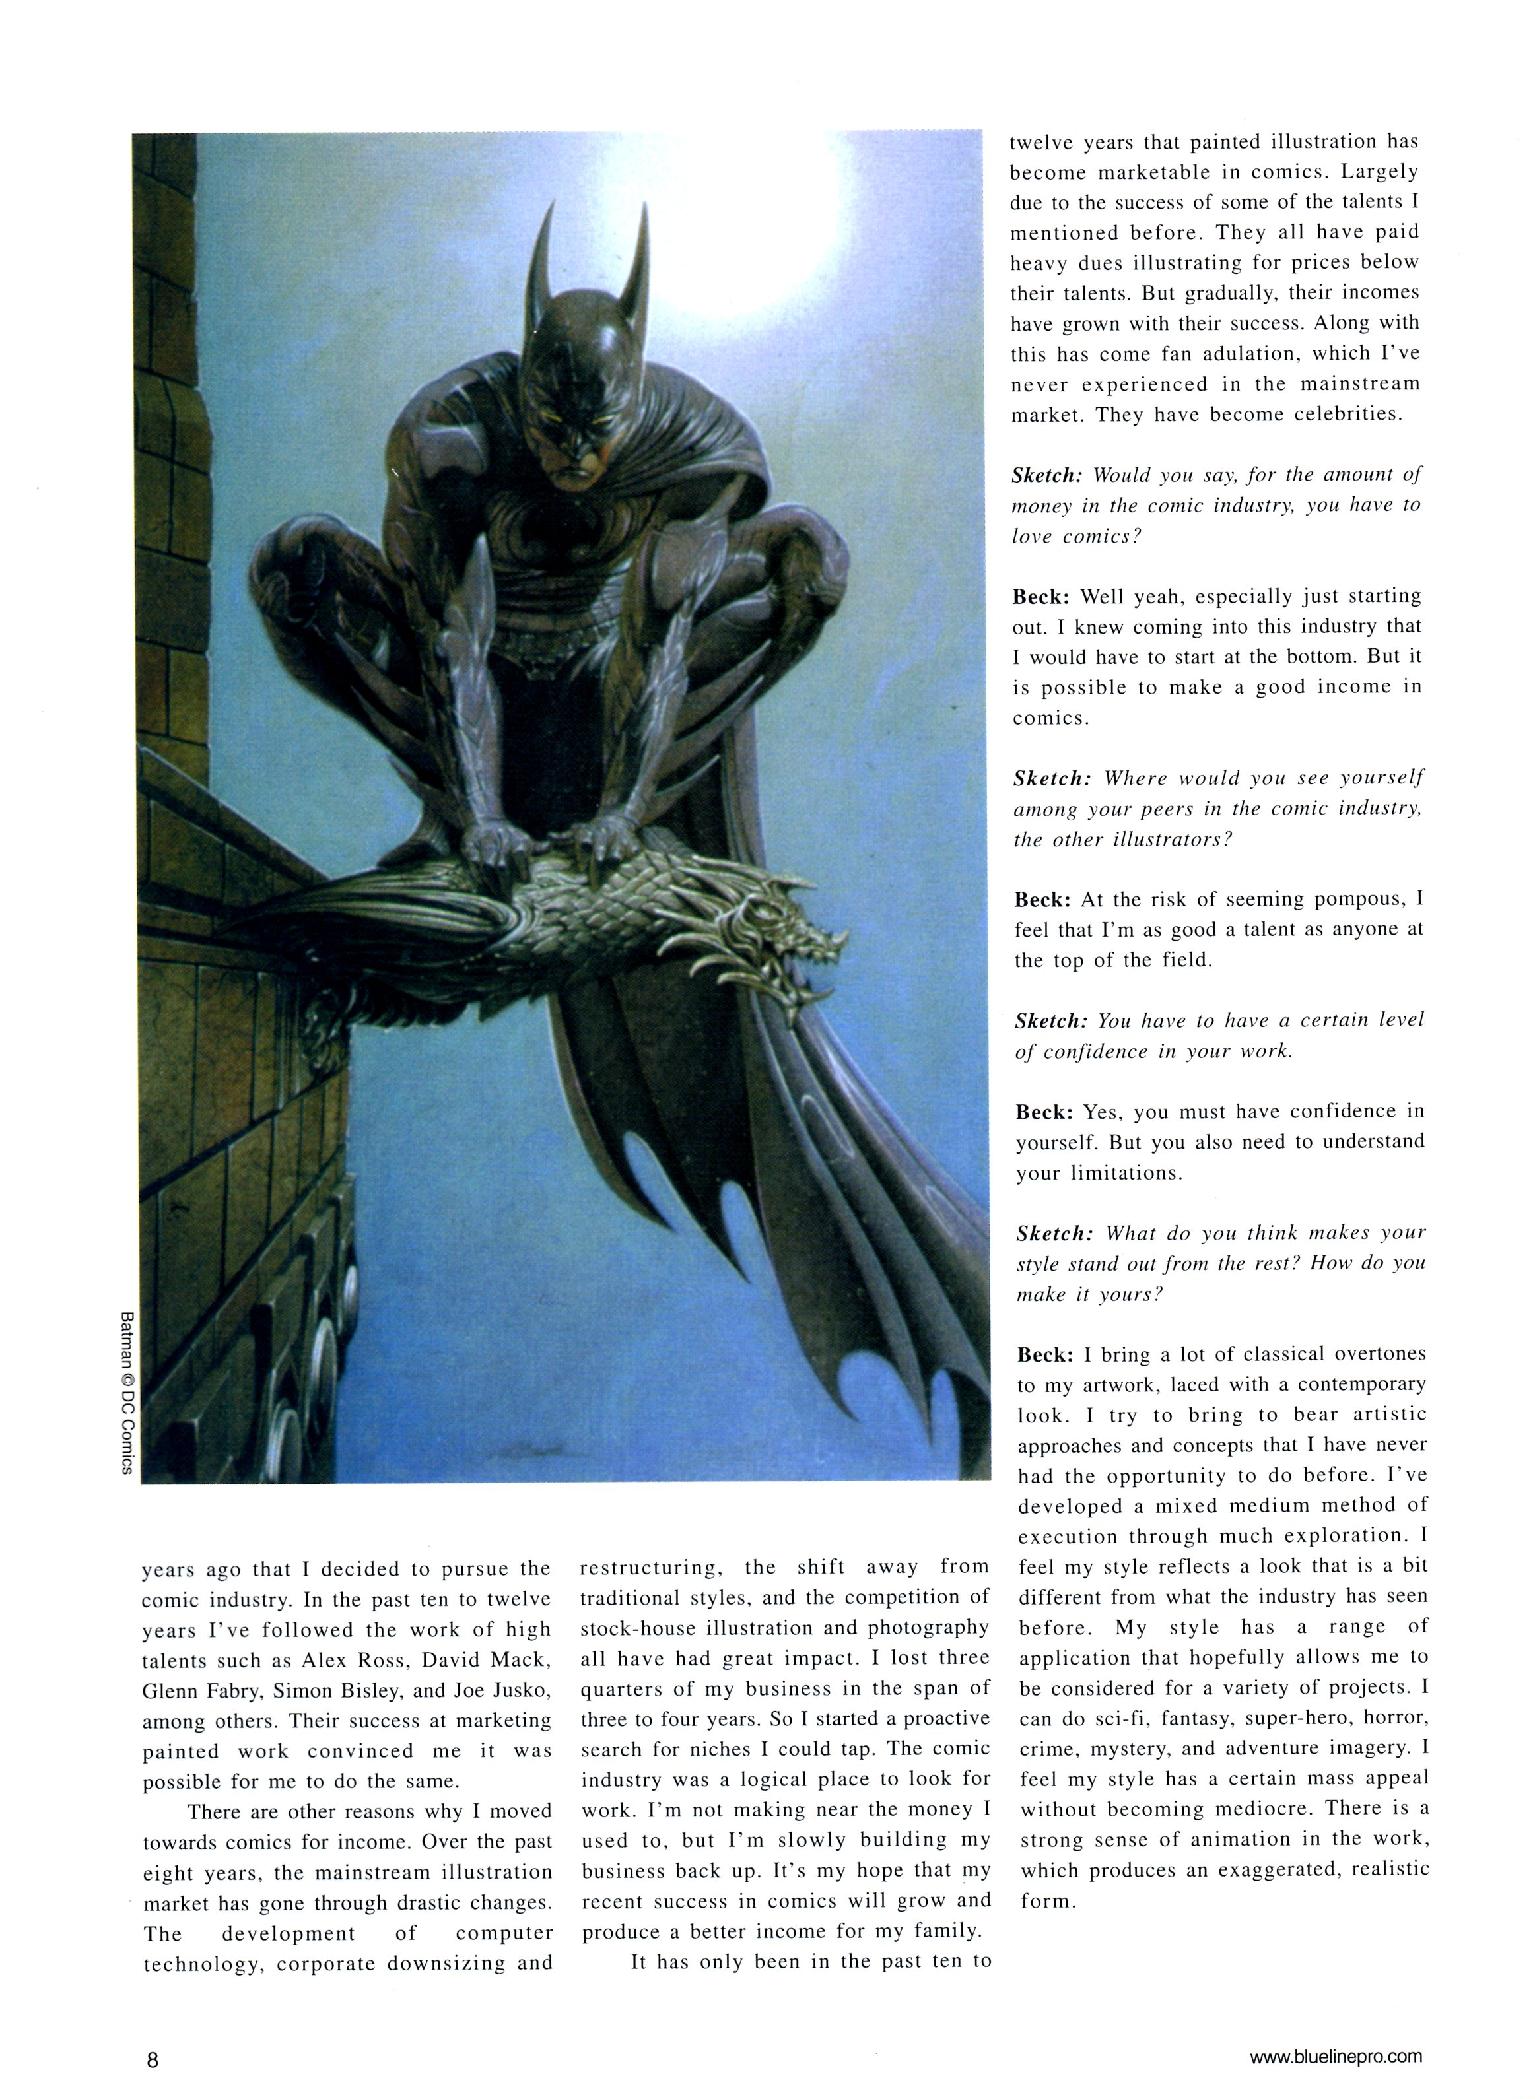 Batman © DC Comics
years ago that I decided to pursue the
comic industry. In the past ten to twelve
years I've followed the work of high
talents such as Alex Ross, David Mack,
Glenn Fabry, Simon Bisley, and Joe Jusko,
among others. Their success at marketing
painted work convinced me it was
possible for me to do the same.
There are other reasons why I moved
towards comics for income. Over the past
eight years, the mainstream illustration
market has gone through drastic changes.
The development of computer
technology, corporate downsizing and
restructuring, the shift away from
traditional styles, and the competition of
stock-house illustration and photography
all have had great impact. I lost three
quarters of my business in the span of
three to four years. So I started a proactive
search for niches I could tap. The comic
industry was a logical place to look for
work. I'm not making near the money I
used to, but I'm slowly building my
business back up. It's my hope that my
recent success in comics will grow and
produce a better income for my family.
It has only been in the past ten to
twelve years that painted illustration has
become marketable in comics. Largely
due to the success of some of the talents I
mentioned before. They all have paid
heavy dues illustrating for prices below
their talents. But gradually, their incomes
have grown with their success. Along with
this has come fan adulation, which I've
never experienced in the mainstream
market. They have become celebrities.
Sketch: Would you say, for the amount of
money in the comic industry, you have to
love comics?
Beck: Well yeah, especially just starting
out. I knew coming into this industry that
I would have to start at the bottom. But it
is possible to make a good income in
comics.
Sketch: Where would you see yourself
among your peers in the comic industry,
the other illustrators?
Beck: At the risk of seeming pompous, I
feel that I'm as good a talent as anyone at
the top of the field.
Sketch: You have to have a certain level
of confidence in your work.
Beck: Yes, you must have confidence in
yourself. But you also need to understand
your limitations.
Sketch: What do you think makes your
style stand out from the rest? How do you
make it yours?
Beck: I bring a lot of classical overtones
to my artwork, laced with a contemporary
look. I try to bring to bear artistic
approaches and concepts that I have never
had the opportunity to do before. I've
developed a mixed medium method of
execution through much exploration. I
feel my style reflects a look that is a bit
different from what the industry has seen
before. My style has a range of
application that hopefully allows me to
be considered for a variety of projects. I
can do sci-fi, fantasy, super-hero, horror,
crime, mystery, and adventure imagery. I
feel my style has a certain mass appeal
without becoming mediocre. There is a
strong sense of animation in the work,
which produces an exaggerated, realistic
form.
8
www.bluelinepro.com